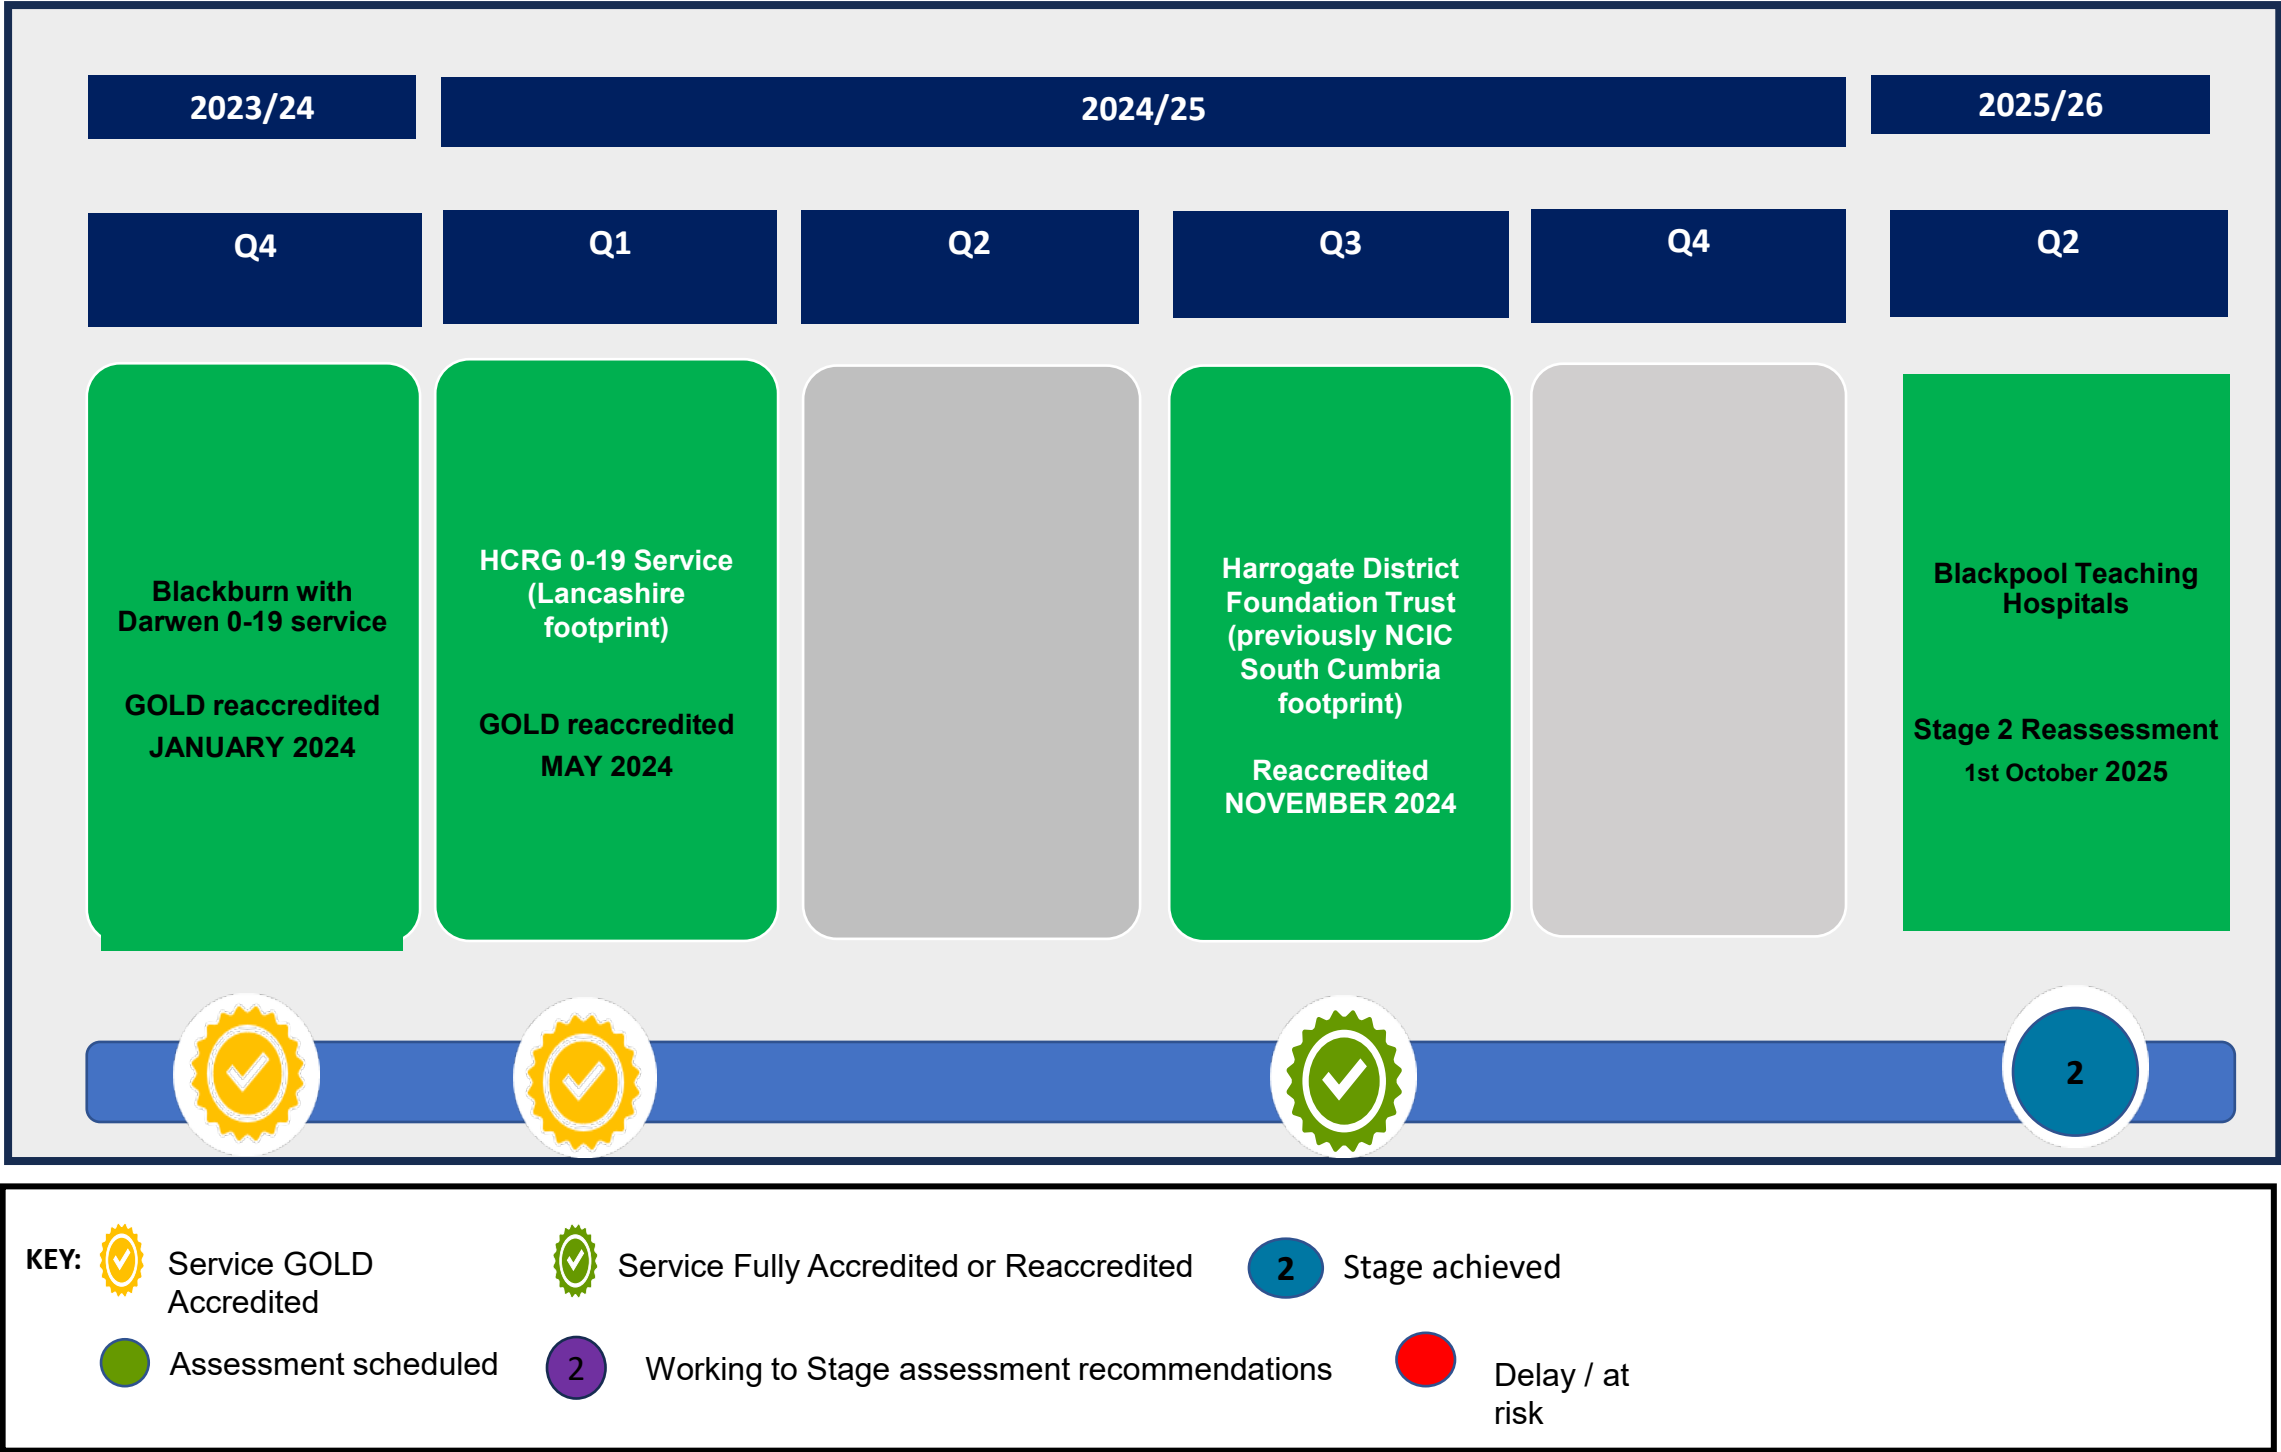 2023/24
2024/25
2025/26
Q4
Q1
Q2
Q3
Q4
Q2
Blackburn with
Darwen 0-19 service
GOLD reaccredited
JANUARY 2024
HCRG 0-19 Service
(Lancashire
footprint)
GOLD reaccredited
MAY 2024
Harrogate District
Foundation Trust
(previously NCIC
South Cumbria
footprint)
Reaccredited
NOVEMBER 2024
Blackpool Teaching
Hospitals
Stage 2 Reassessment
1st October 2025
2
KEY:
Service GOLD
Accredited
Service Fully Accredited or Reaccredited
2
Stage achieved
Assessment scheduled
2
Working to Stage assessment recommendations
Delay / at
risk